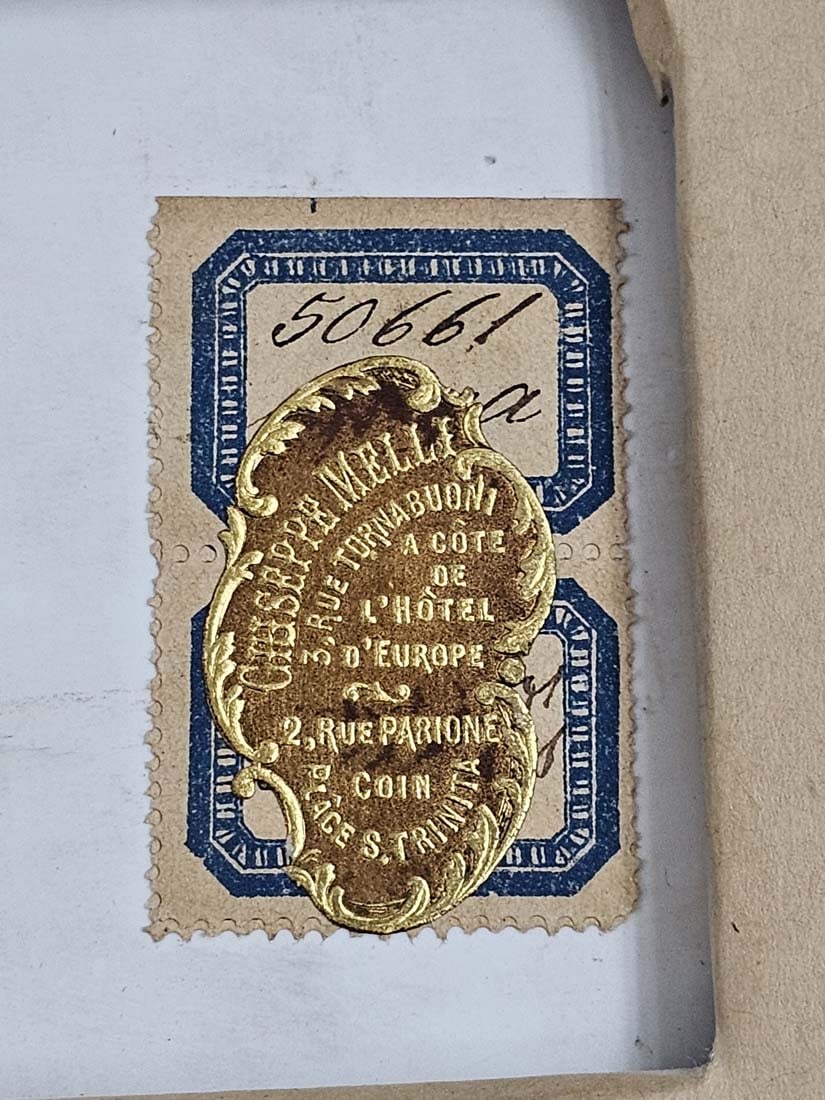 50661
a
GIUSEPPE MELLI
3, RUE TORNABUONI
A CÔTE
DE
L'HÔTEL
D'EUROPE
2, RUE PARIONE
COIN
PLACE S. TRINITA